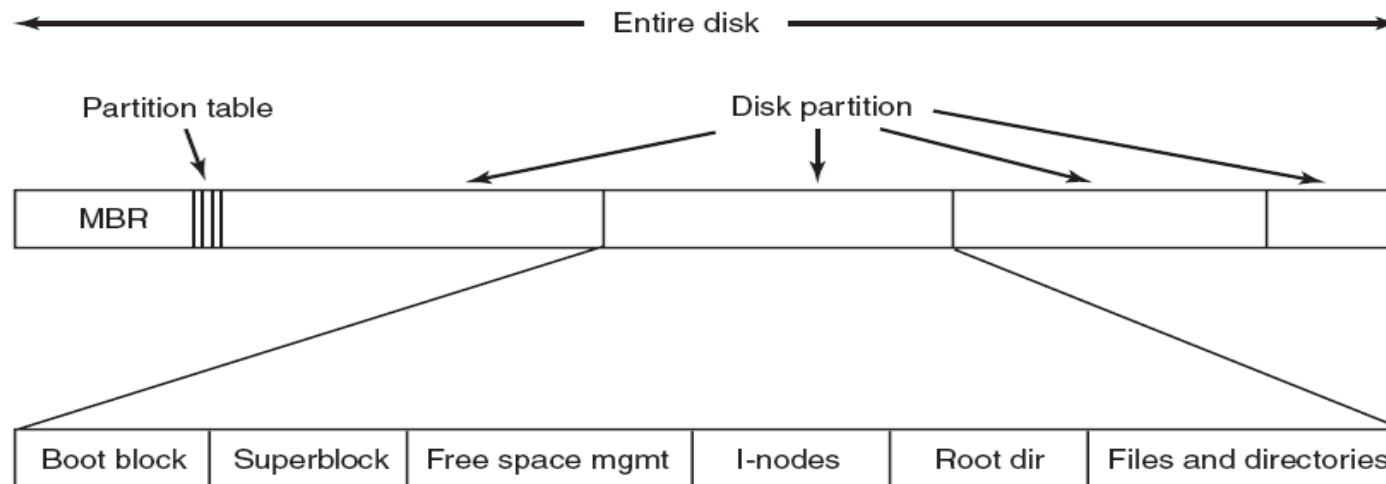 Entire disk
Partition table
Disk partition
MBR
Boot block
Superblock
Free space mgmt
I-nodes
Root dir
Files and directories